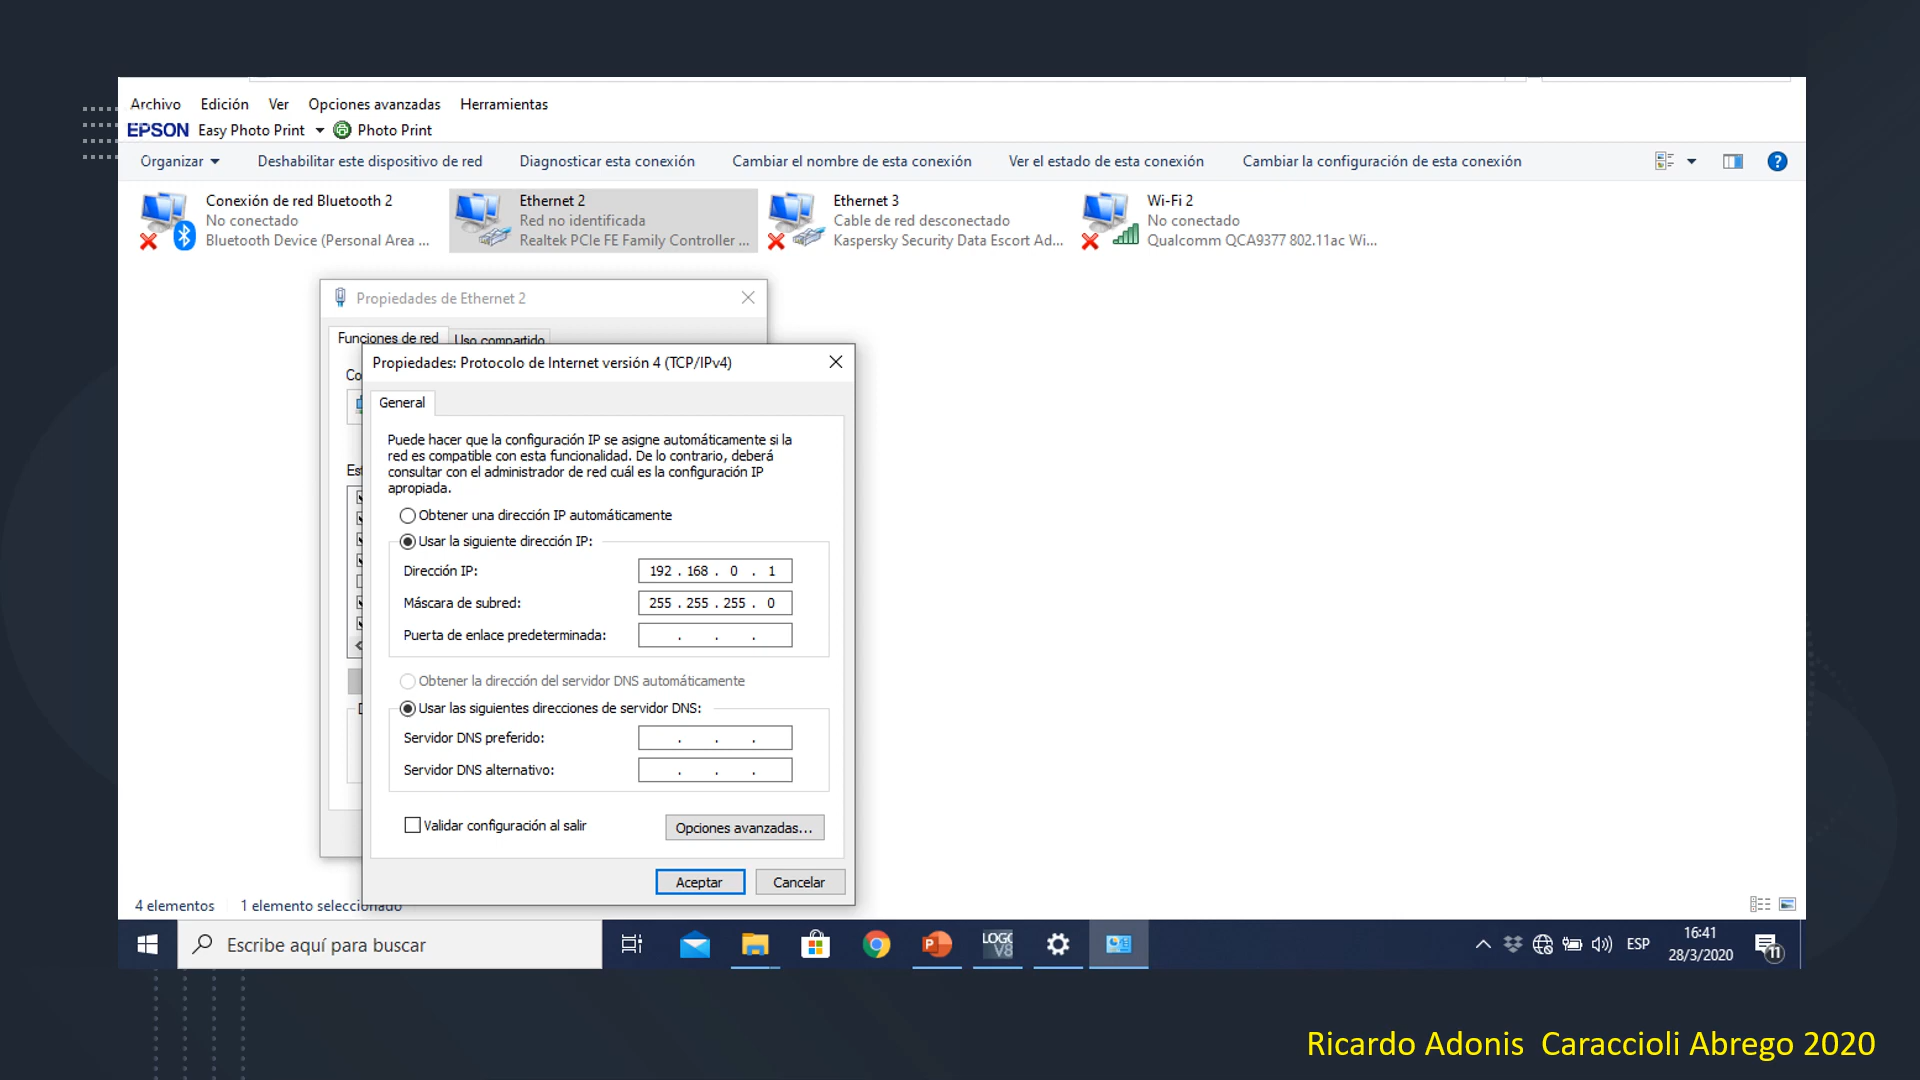 Archivo Edición Ver Opciones avanzadas Herramientas
EPSON Easy Photo Print Photo Print
Organizar Deshabilitar este dispositivo de red Diagnosticar esta conexión Cambiar el nombre de esta conexión Ver el estado de esta conexión Cambiar la configuración de esta conexión
Conexión de red Bluetooth 2
No conectado
Bluetooth Device (Personal Area ...
Ethernet 2
Red no identificada
Realtek PCIe FE Family Controller ...
Ethernet 3
Cable de red desconectado
Kaspersky Security Data Escort Ad...
Wi-Fi 2
No conectado
Qualcomm QCA9377 802.11ac Wi...
Propiedades de Ethernet 2
Funciones de red Uso compartido
Propiedades: Protocolo de Internet versión 4 (TCP/IPv4)
General
Puede hacer que la configuración IP se asigne automáticamente si la
red es compatible con esta funcionalidad. De lo contrario, deberá
consultar con el administrador de red cuál es la configuración IP
apropiada.
Obtener una dirección IP automáticamente
Usar la siguiente dirección IP:
Dirección IP: 192 . 168 . 0 . 1
Máscara de subred: 255 . 255 . 255 . 0
Puerta de enlace predeterminada: . . .
Obtener la dirección del servidor DNS automáticamente
Usar las siguientes direcciones de servidor DNS:
Servidor DNS preferido: . . .
Servidor DNS alternativo: . . .
Validar configuración al salir Opciones avanzadas...
Aceptar Cancelar
4 elementos 1 elemento seleccionado
Escribe aquí para buscar
LOGO V8
ESP
16:41
28/3/2020
11
Ricardo Adonis Caraccioli Abrego 2020